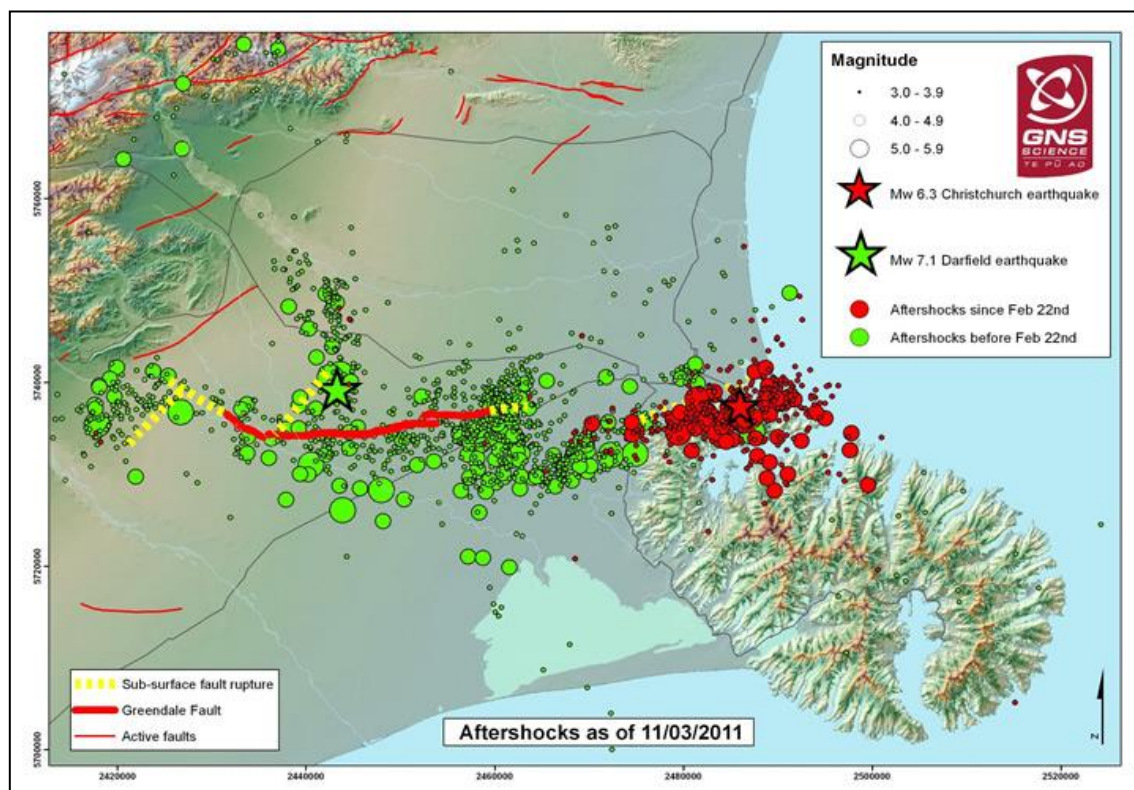 Magnitude
3.0 - 3.9
4.0 - 4.9
5.0 - 5.9
GNS
SCIENCE
TE PŪ AO
Mw 6.3 Christchurch earthquake
Mw 7.1 Darfield earthquake
Aftershocks since Feb 22nd
Aftershocks before Feb 22nd
5760000
5740000
5720000
5700000
Sub-surface fault rupture
Greendale Fault
Active faults
Aftershocks as of 11/03/2011
N
2420000
2440000
2460000
2480000
2500000
2520000